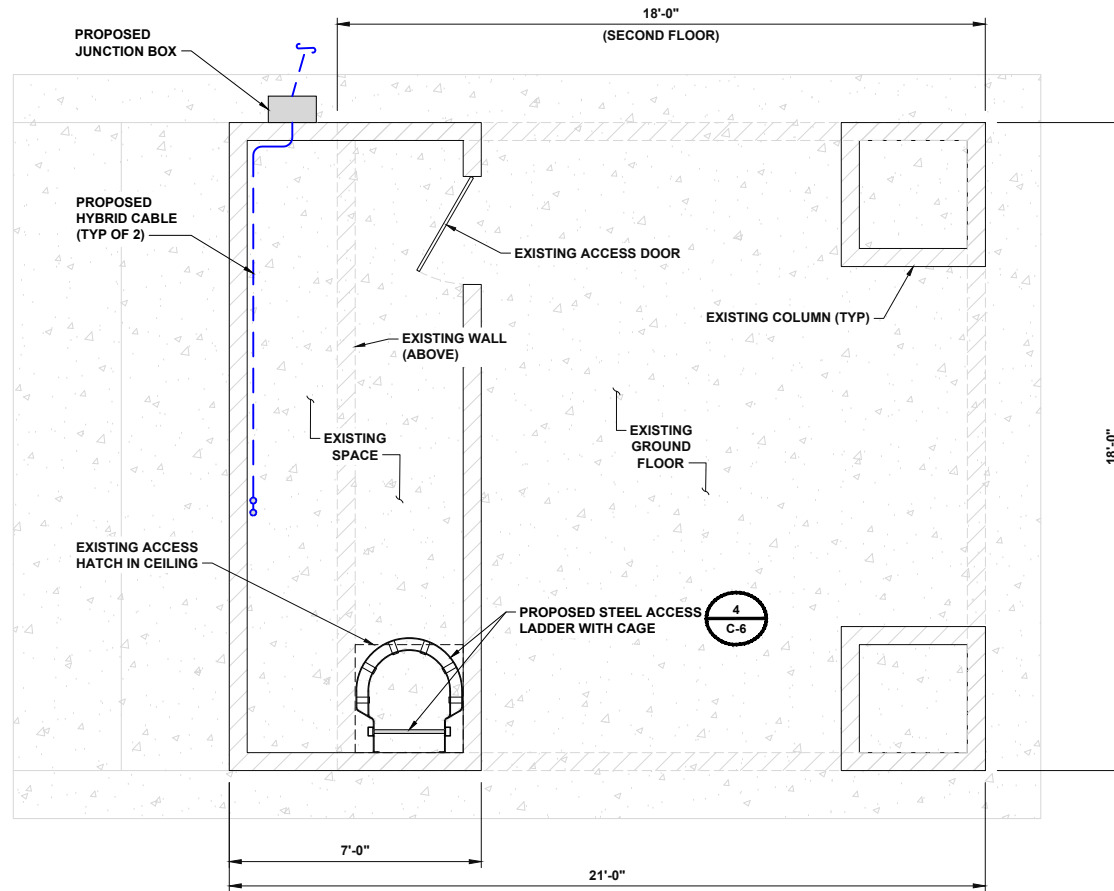 18'-0"
(SECOND FLOOR)
PROPOSED
JUNCTION BOX
PROPOSED
HYBRID CABLE
(TYP OF 2)
EXISTING ACCESS DOOR
EXISTING COLUMN (TYP)
EXISTING WALL
(ABOVE)
EXISTING
SPACE
EXISTING
GROUND
FLOOR
18'-0"
EXISTING ACCESS
HATCH IN CEILING
PROPOSED STEEL ACCESS
LADDER WITH CAGE
4
C-6
7'-0"
21'-0"